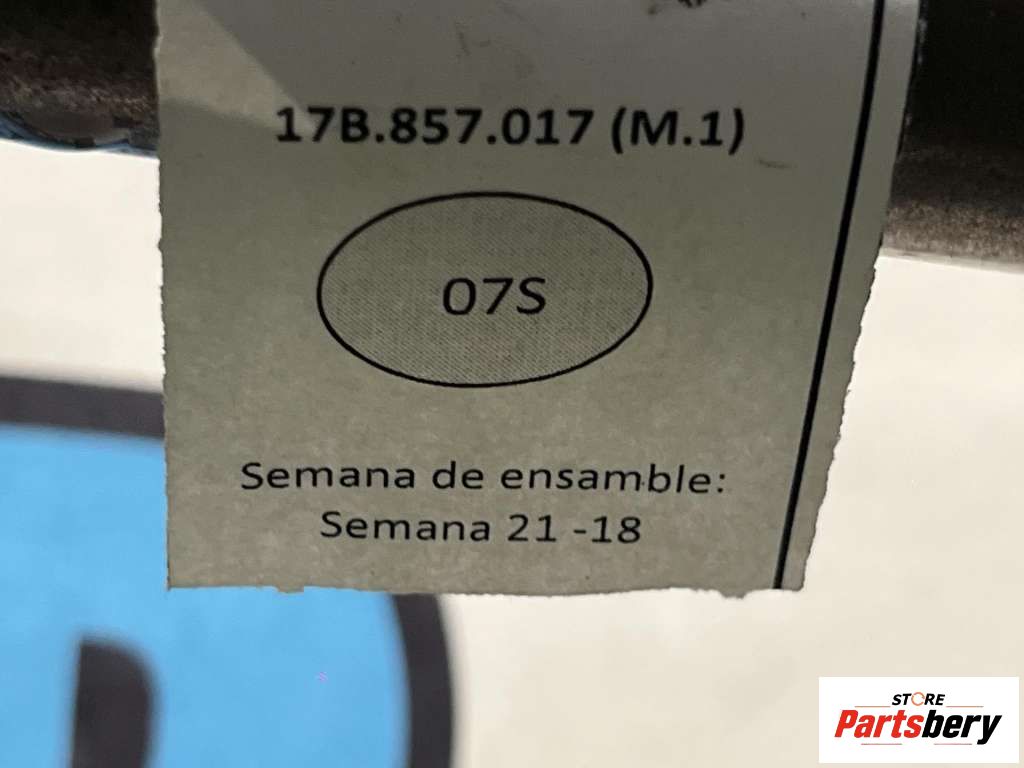 17B.857.017 (M.1)
07S
Semana de ensamble:
Semana 21 -18
STORE
Partsbery